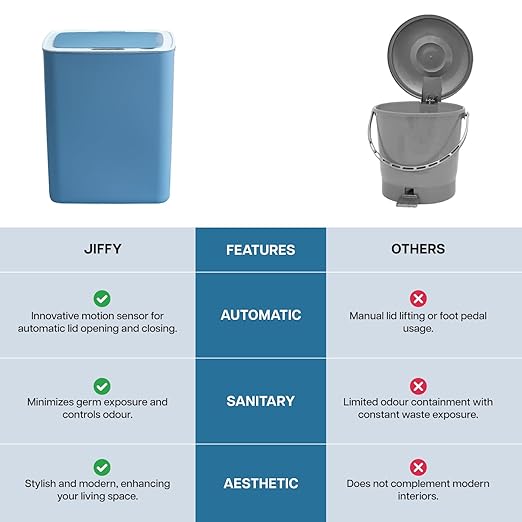 JIFFY
FEATURES
OTHERS
Innovative motion sensor for
automatic lid opening and closing.
AUTOMATIC
Manual lid lifting or foot pedal
usage.
Minimizes germ exposure and
controls odour.
SANITARY
Limited odour containment with
constant waste exposure.
Stylish and modern, enhancing
your living space.
AESTHETIC
Does not complement modern
interiors.